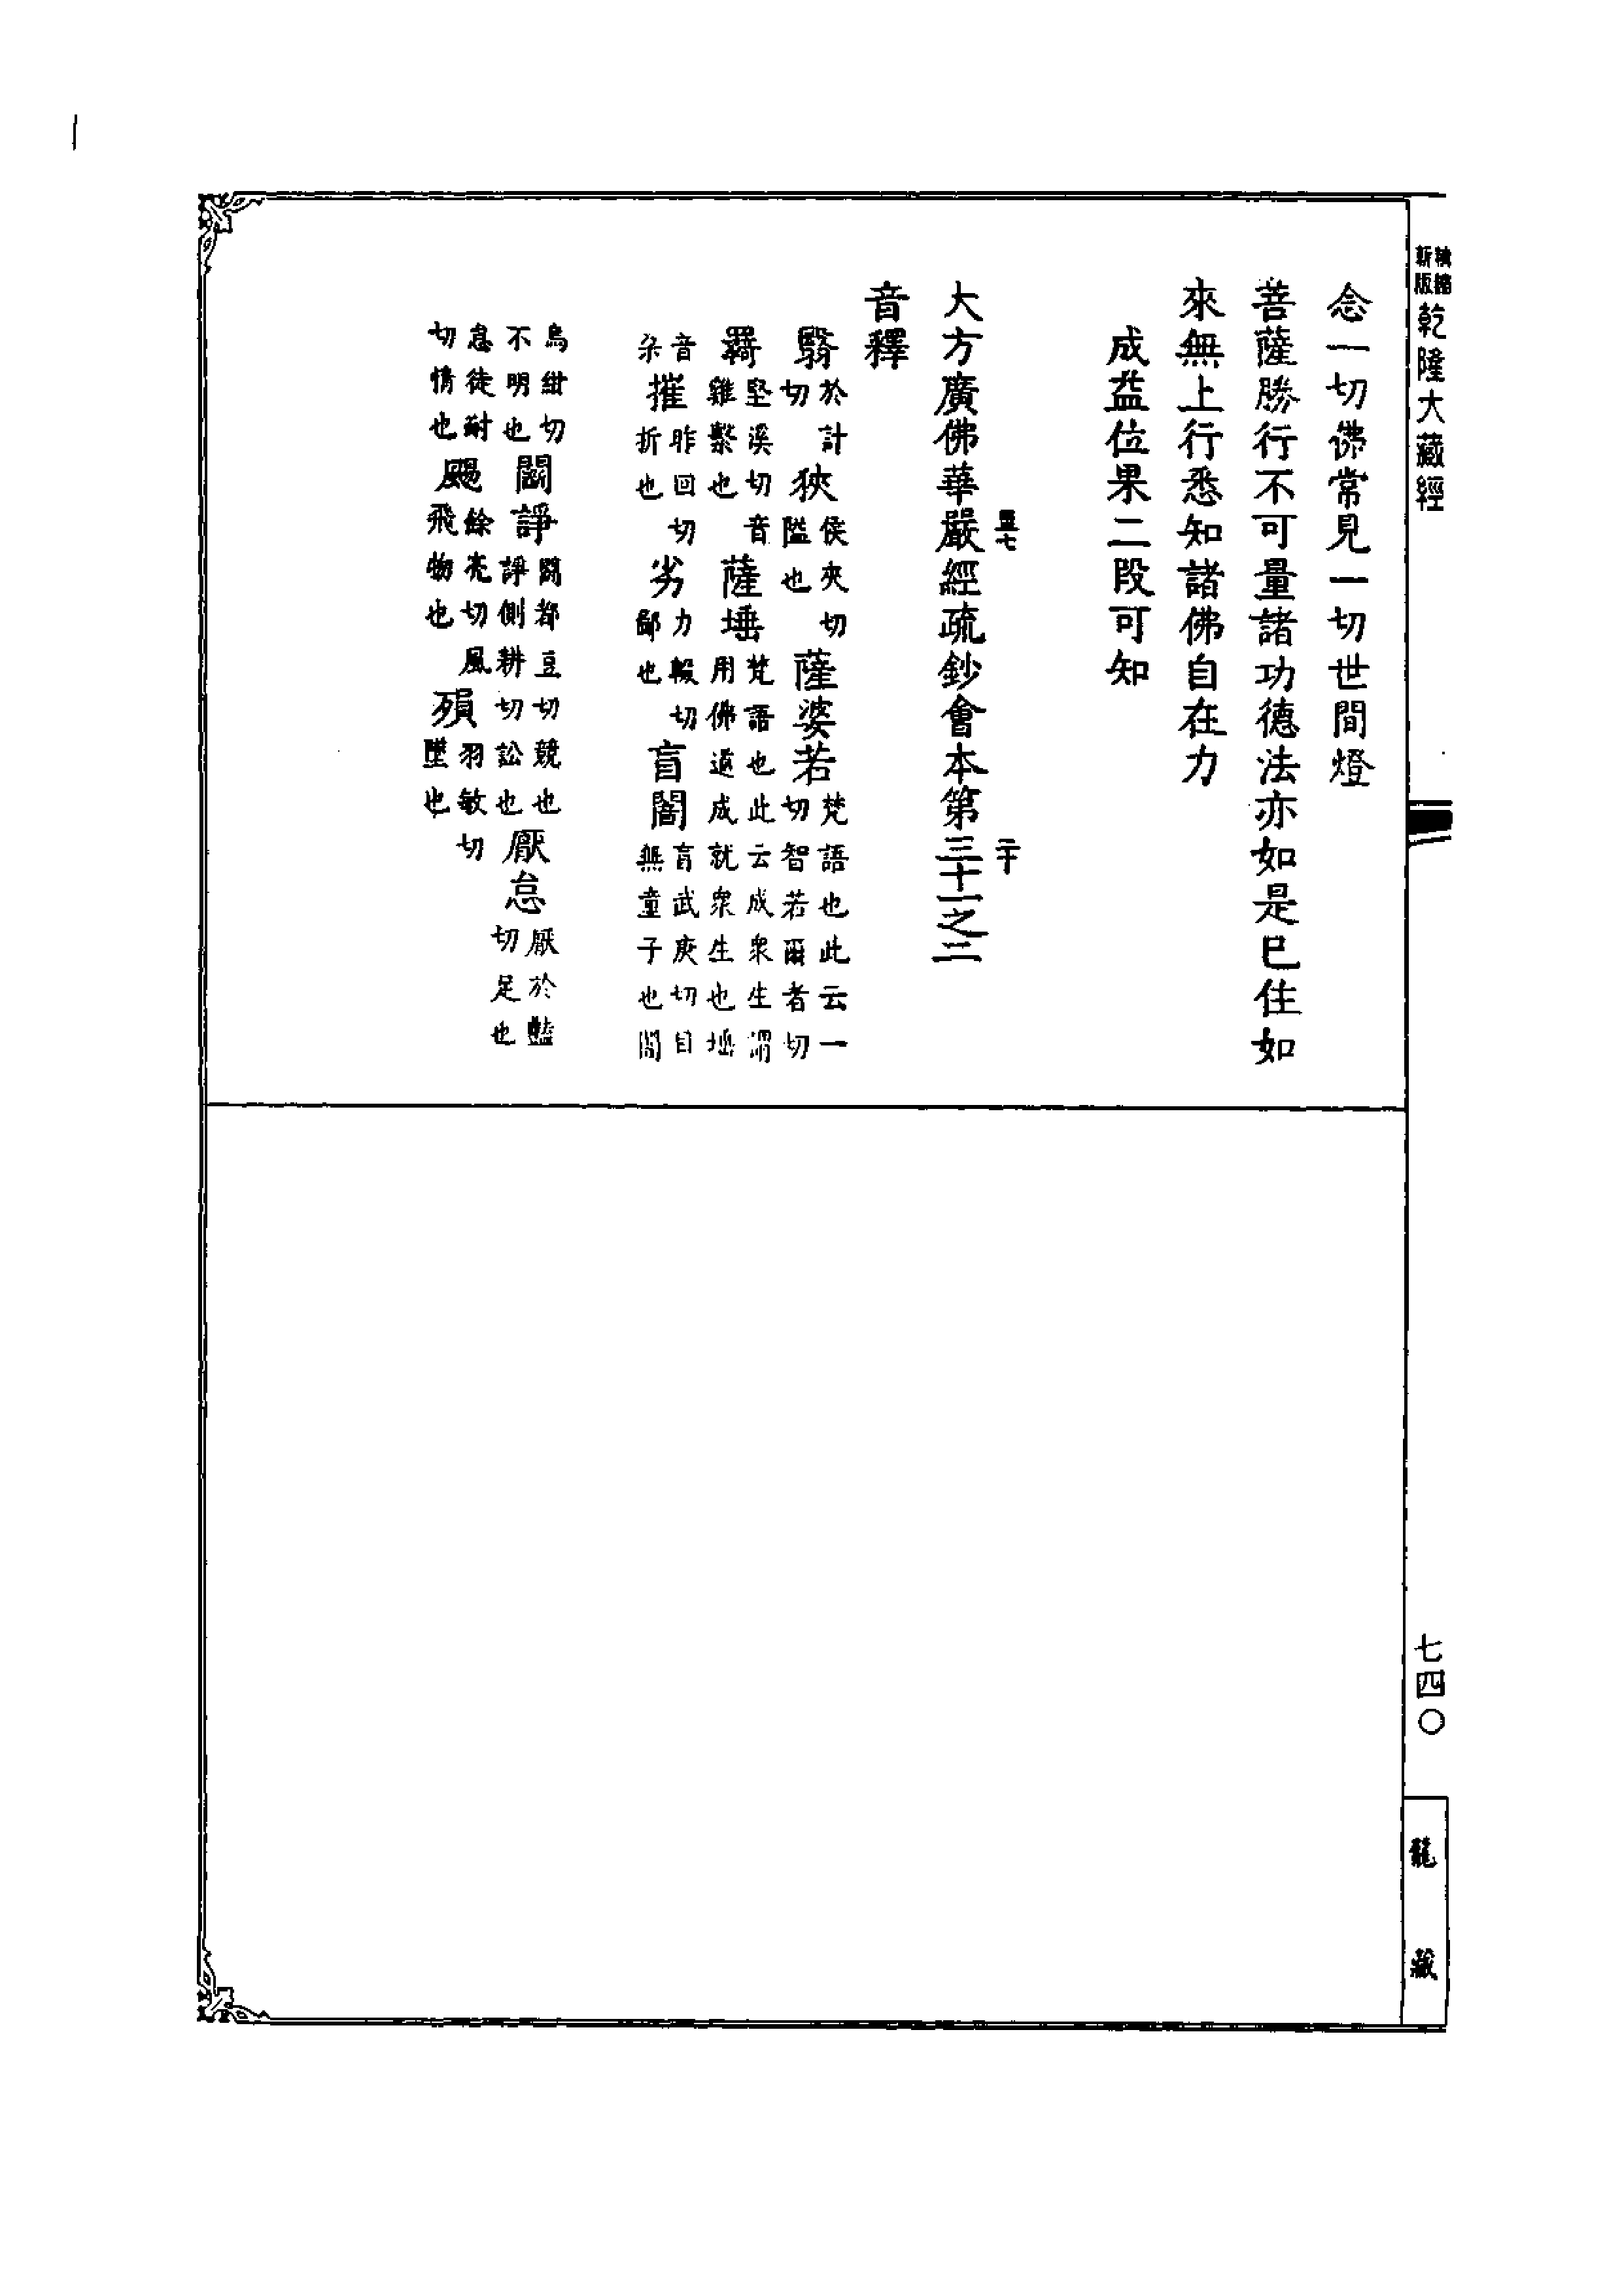 精縮新版 乾隆大藏經
念一切佛常見一切世間燈
菩薩勝行不可量諸功德法亦如是巳住如
來無上行悉知諸佛自在力
成益位果二段可知
二十
大方廣佛華嚴經疏鈔會本第三十一之二
音釋
翳於計切 狹侯夾切隘也 薩婆若梵語也此云一切智若爾者切
羇堅溪切音雞繫也 薩埵梵語也此云成衆生謂用佛道成就衆生也埵
音朵 摧昨回切折也 劣力輟切鄙也 盲闇盲武庚切目無童子也闇
烏紺切不明也 鬭諍鬭都豆切競也諍側耕切訟也 厭怠厭於豔切足也
怠徒耐切情也 颺餘亮切風飛物也 殞羽敏切墜也
七四〇
龍藏